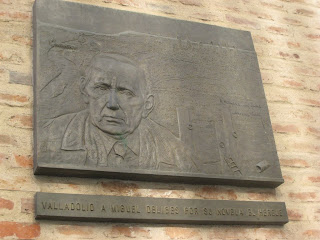 VALLADOLID A MIGUEL DELIBES POR SU NOVELA EL HEREJE